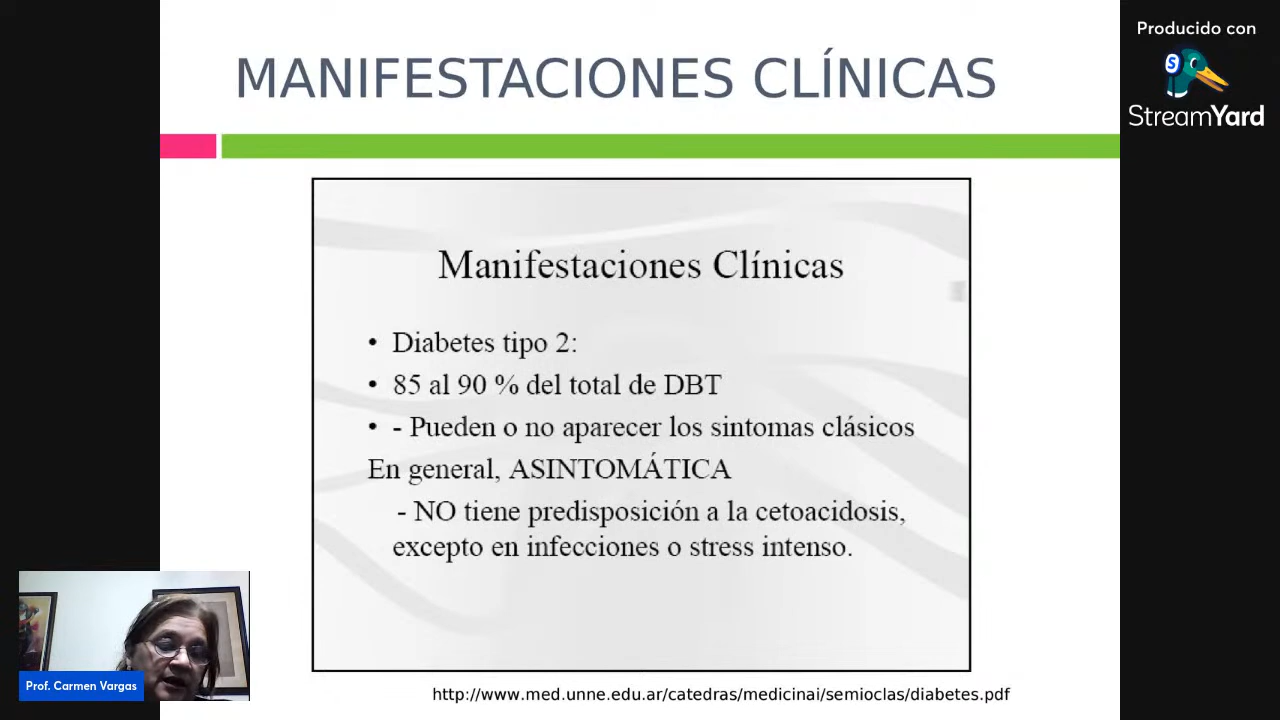 MANIFESTACIONES CLÍNICAS
Producido con
StreamYard
Manifestaciones Clínicas
• Diabetes tipo 2:
• 85 al 90 % del total de DBT
• - Pueden o no aparecer los sintomas clásicos
En general, ASINTOMÁTICA
- NO tiene predisposición a la cetoacidosis,
excepto en infecciones o stress intenso.
Prof. Carmen Vargas
http://www.med.unne.edu.ar/catedras/medicinai/semioclas/diabetes.pdf